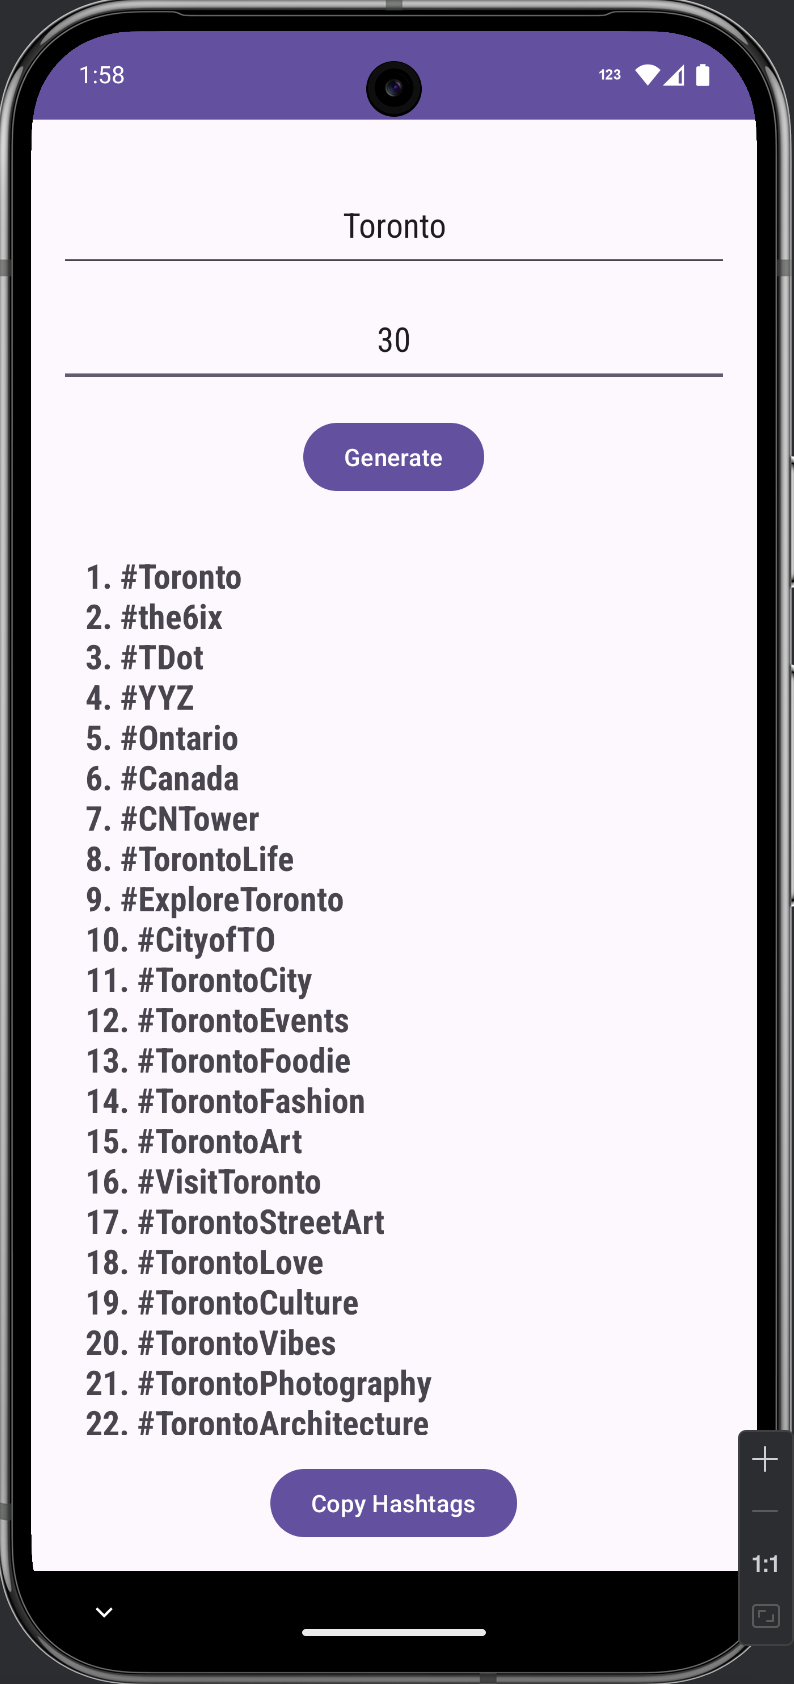 1:58
123
Toronto
30
Generate
1. #Toronto
2. #the6ix
3. #TDot
4. #YYZ
5. #Ontario
6. #Canada
7. #CNTower
8. #TorontoLife
9. #ExploreToronto
10. #CityofTO
11. #TorontoCity
12. #TorontoEvents
13. #TorontoFoodie
14. #TorontoFashion
15. #TorontoArt
16. #VisitToronto
17. #TorontoStreetArt
18. #TorontoLove
19. #TorontoCulture
20. #TorontoVibes
21. #TorontoPhotography
22. #TorontoArchitecture
Copy Hashtags
1:1